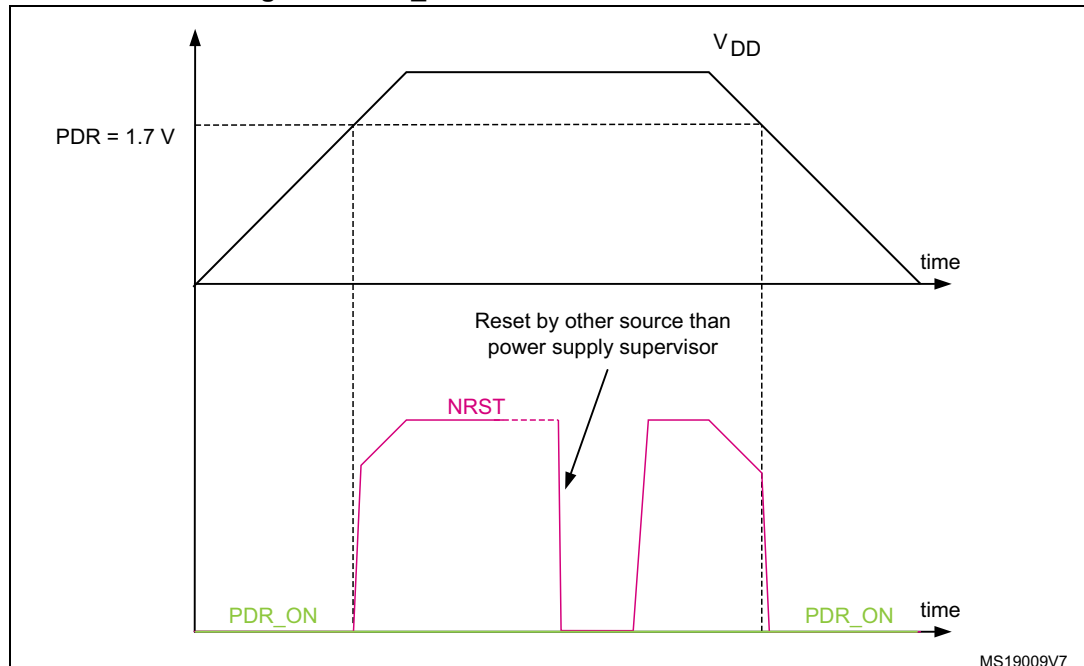 V DD
PDR = 1.7 V
time
Reset by other source than
power supply supervisor
NRST
PDR_ON
PDR_ON
time
MS19009V7